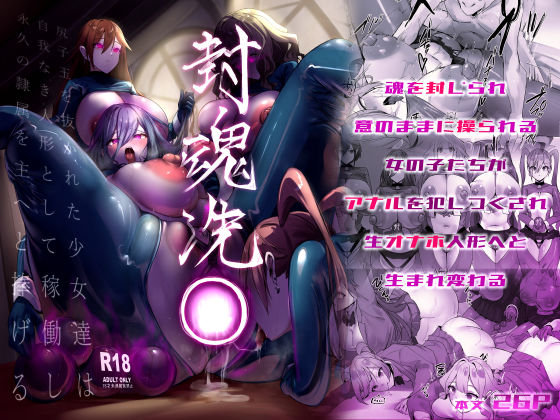 封魂洗○
尻子玉を抜かれた少女達は
自我なき人形として稼働し
永久の隷属を主へと捧げる
魂を封じられ
意のままに操られる
女の子たちが
アナルを犯しつくされ
生オナホ人形へと
生まれ変わる
R18
ADULT ONLY
本文 26P